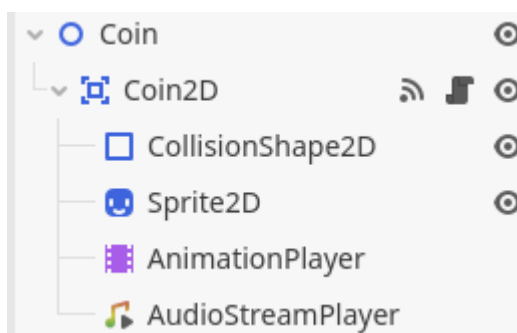 Coin
Coin2D
CollisionShape2D
Sprite2D
AnimationPlayer
AudioStreamPlayer